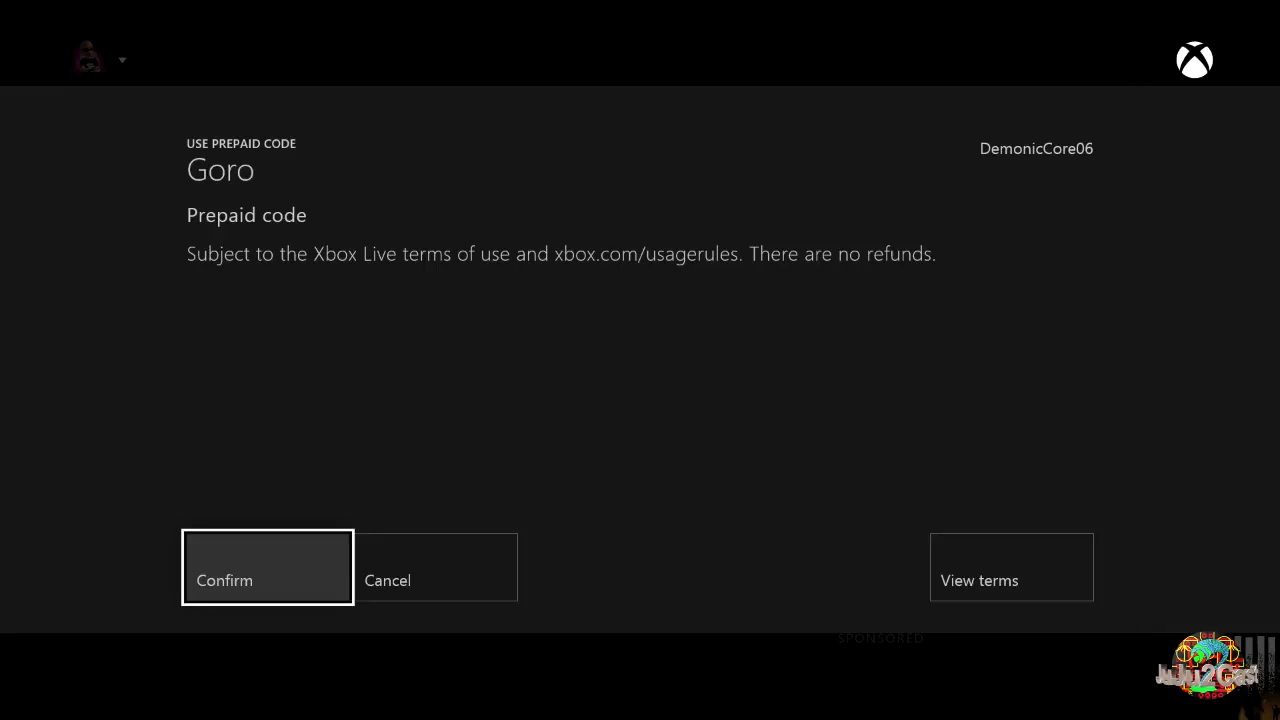 USE PREPAID CODE
Goro
DemonicCore06
Prepaid code
Subject to the Xbox Live terms of use and xbox.com/usagerules. There are no refunds.
Confirm
Cancel
View terms
SPONSORED
JuJu2Cast